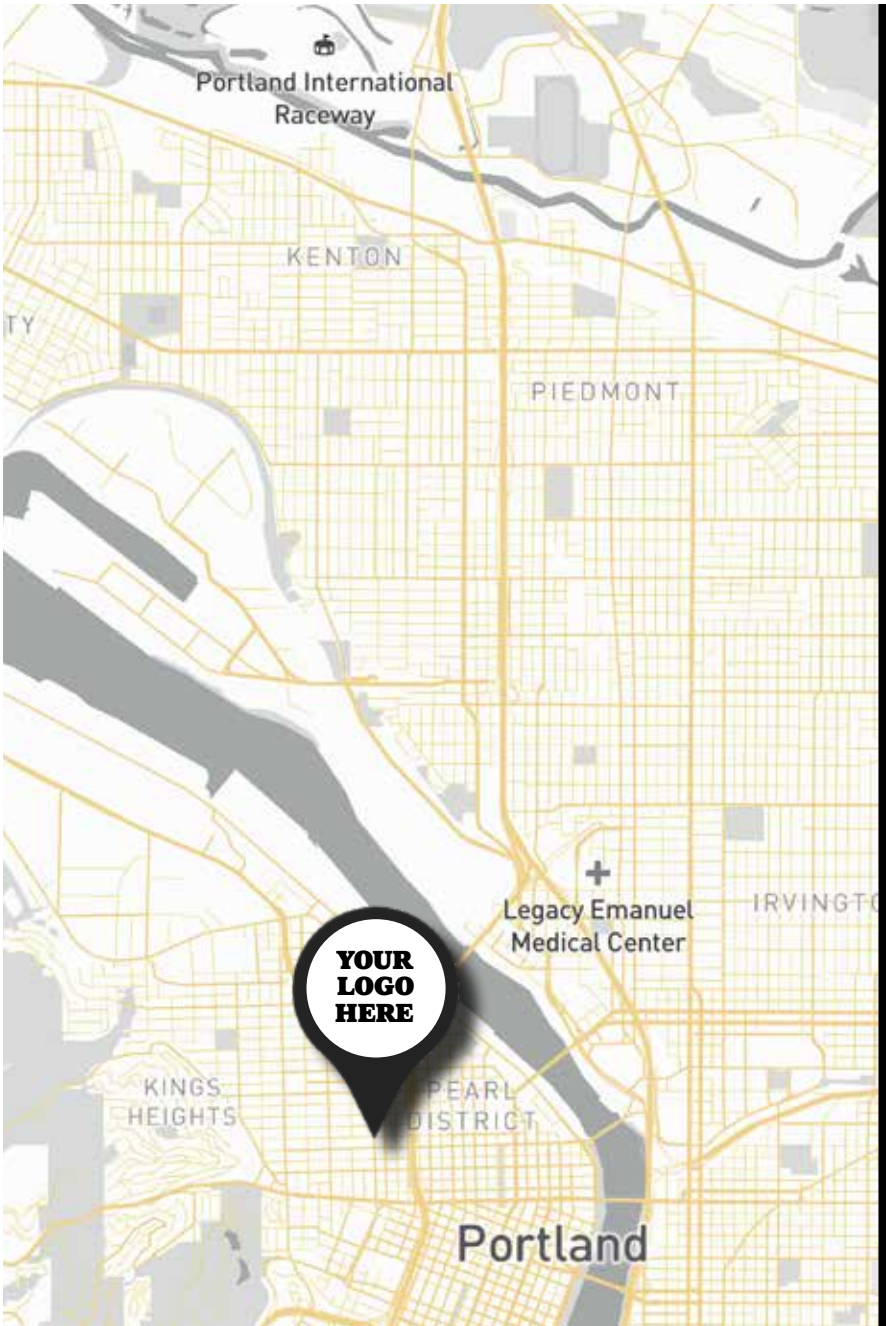 Portland International
Raceway
KENTON
TY
PIEDMONT
Legacy Emanuel
Medical Center
IRVINGTO
YOUR
LOGO
HERE
KINGS
HEIGHTS
PEARL
DISTRICT
Portland